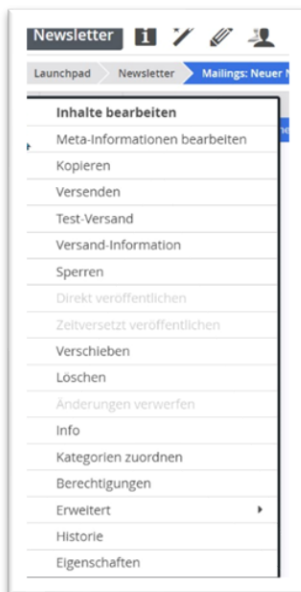 Newsletter
Launchpad Newsletter Mailings: Neuer
Inhalte bearbeiten
Meta-Informationen bearbeiten
Kopieren
Versenden
Test-Versand
Versand-Information
Sperren
Direkt veröffentlichen
Zeitversetzt veröffentlichen
Verschieben
Löschen
Änderungen verwerfen
Info
Kategorien zuordnen
Berechtigungen
Erweitert
Historie
Eigenschaften